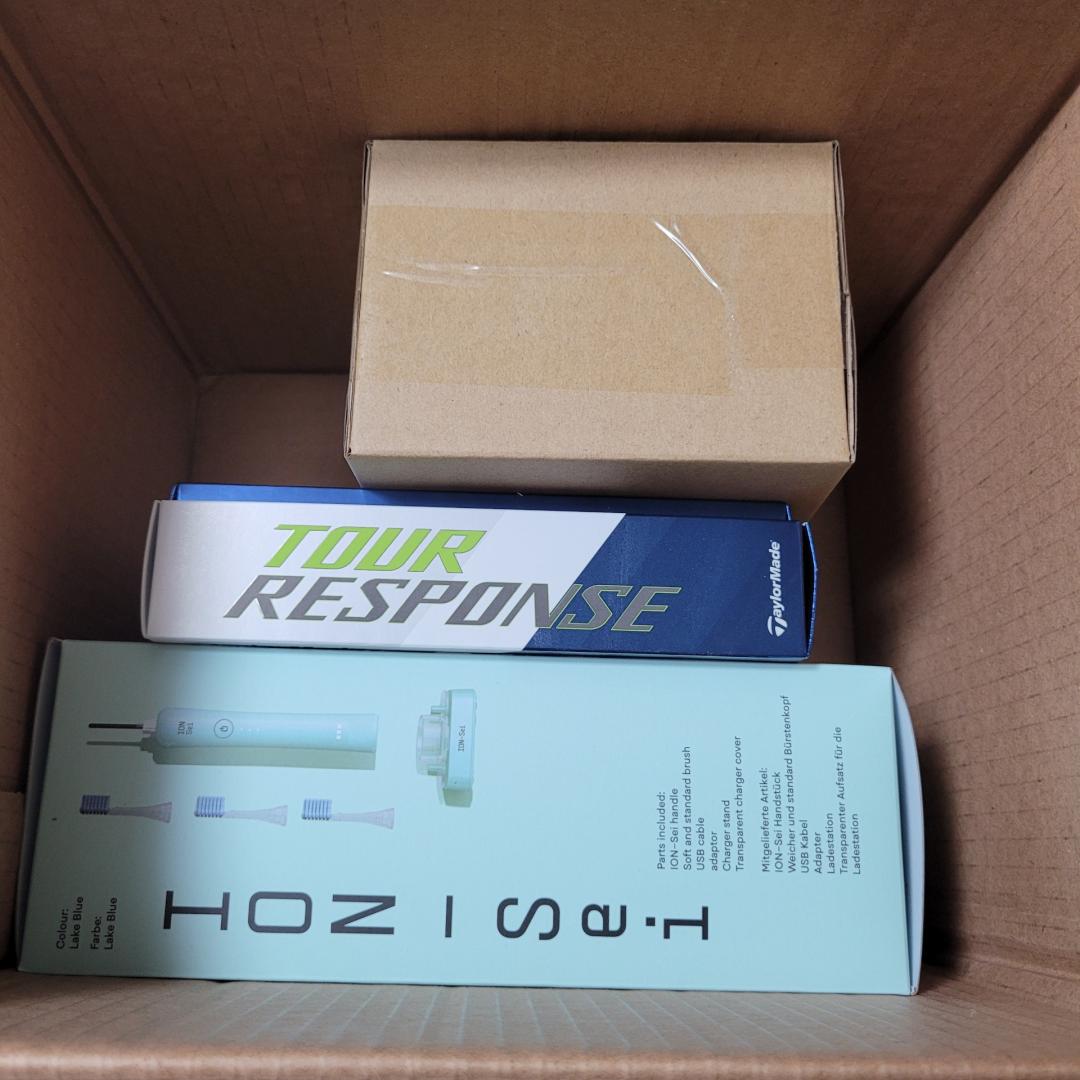 TOUR
RESPONSE
TaylorMade
ION
Sei
ION-Sei
Parts included:
ION-Sei handle
Soft and standard brush
USB cable
adaptor
Charger stand
Transparent charger cover
Mitgelieferte Artikel:
ION-Sei Handstück
Weicher und standard Bürstenkopf
USB Kabel
Adapter
Ladestation
Transparenter Aufsatz für die
Ladestation
Colour:
Lake Blue
Farbe:
Lake Blue
ION-Sei